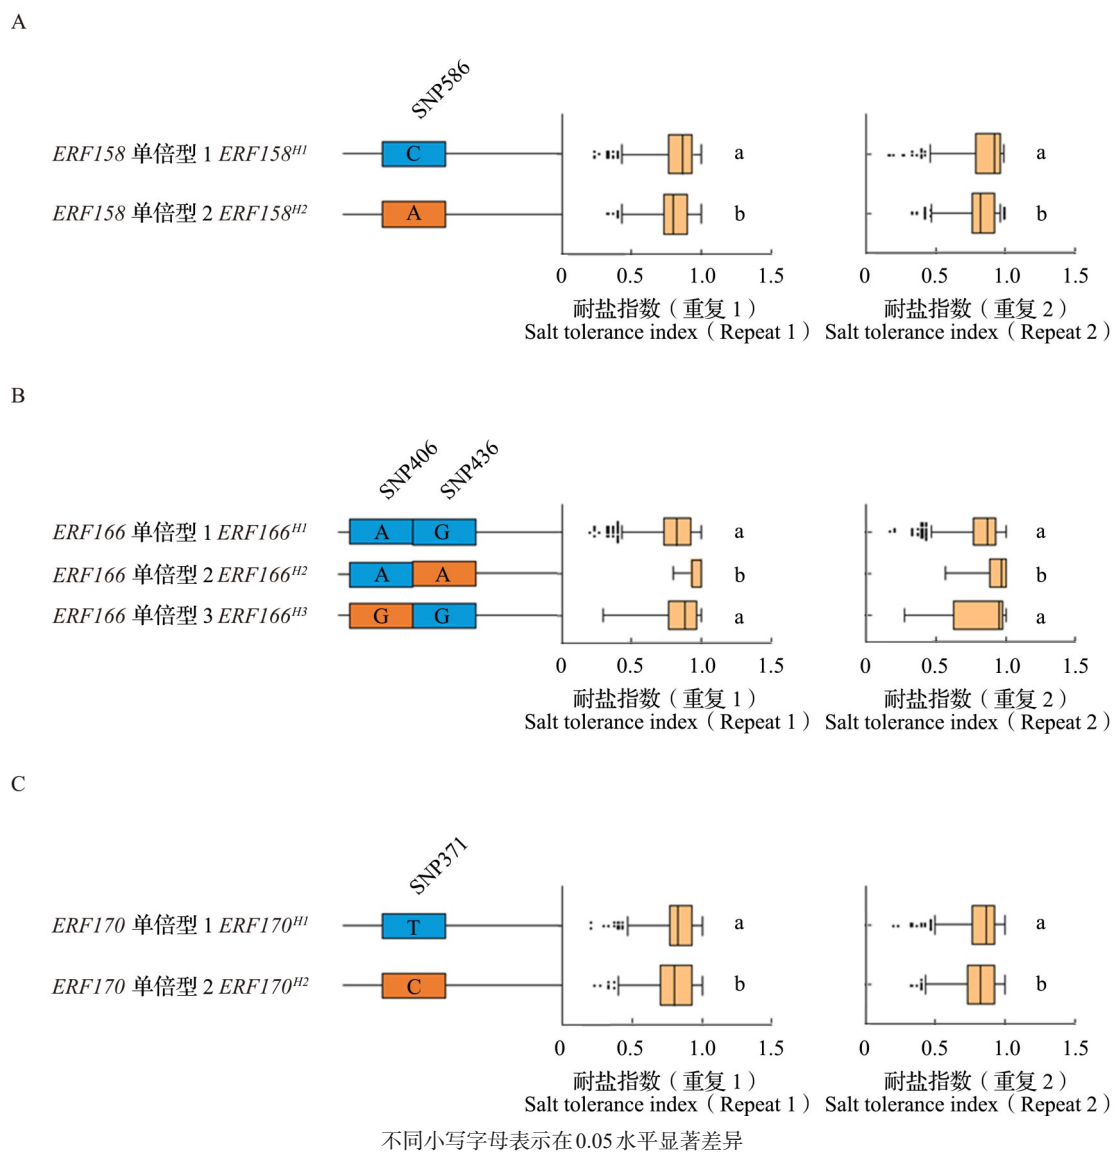 A
SNP586
ERF158 单倍型 1 ERF158H1 C a a
ERF158 单倍型 2 ERF158H2 A b b
0 0.5 1.0 1.5 0 0.5 1.0 1.5
耐盐指数（重复 1） 耐盐指数（重复 2）
Salt tolerance index（Repeat 1） Salt tolerance index（Repeat 2）
B
SNP406 SNP436
ERF166 单倍型 1 ERF166H1 A G a a
ERF166 单倍型 2 ERF166H2 A A b b
ERF166 单倍型 3 ERF166H3 G G a a
0 0.5 1.0 1.5 0 0.5 1.0 1.5
耐盐指数（重复 1） 耐盐指数（重复 2）
Salt tolerance index（Repeat 1） Salt tolerance index（Repeat 2）
C
SNP371
ERF170 单倍型 1 ERF170H1 T a a
ERF170 单倍型 2 ERF170H2 C b b
0 0.5 1.0 1.5 0 0.5 1.0 1.5
耐盐指数（重复 1） 耐盐指数（重复 2）
Salt tolerance index（Repeat 1） Salt tolerance index（Repeat 2）
不同小写字母表示在0.05水平显著差异